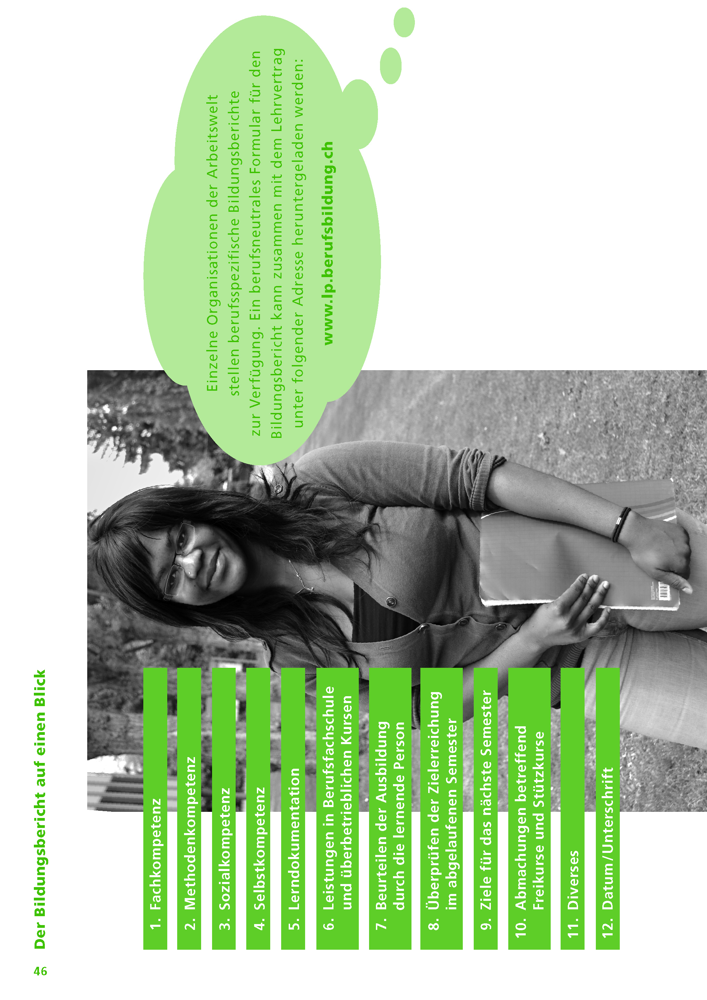 Der Bildungsbericht auf einen Blick
Einzelne Organisationen der Arbeitswelt
stellen berufsspezifische Bildungsberichte
zur Verfügung. Ein berufsneutrales Formular für den
Bildungsbericht kann zusammen mit dem Lehrvertrag
unter folgender Adresse heruntergeladen werden:
www.lp.berufsbildung.ch
1. Fachkompetenz
2. Methodenkompetenz
3. Sozialkompetenz
4. Selbstkompetenz
5. Lerndokumentation
6. Leistungen in Berufsfachschule
und überbetrieblichen Kursen
7. Beurteilen der Ausbildung
durch die lernende Person
8. Überprüfen der Zielerreichung
im abgelaufenen Semester
9. Ziele für das nächste Semester
10. Abmachungen betreffend
Freikurse und Stützkurse
11. Diverses
12. Datum/Unterschrift
46